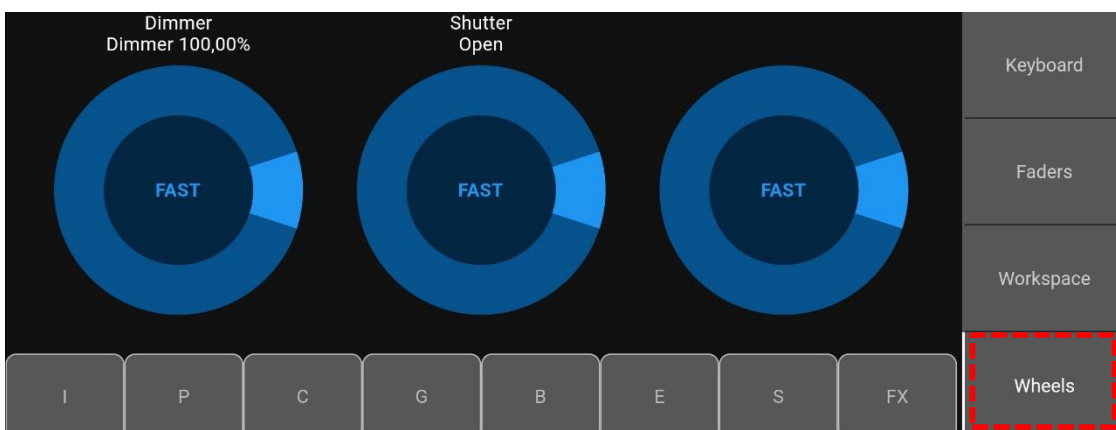 Dimmer
Dimmer 100,00%
Shutter
Open
FAST
FAST
FAST
Keyboard
Faders
Workspace
Wheels
I
P
C
G
B
E
S
FX